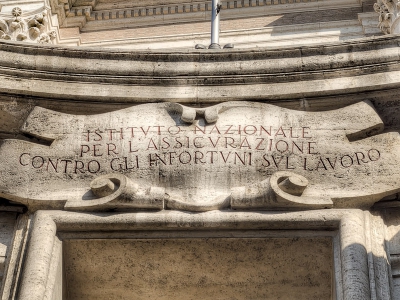 ISTITVTO NAZIONALE
PER L'ASSICVRAZIONE
CONTRO GLI INFORTVNI SVL LAVORO